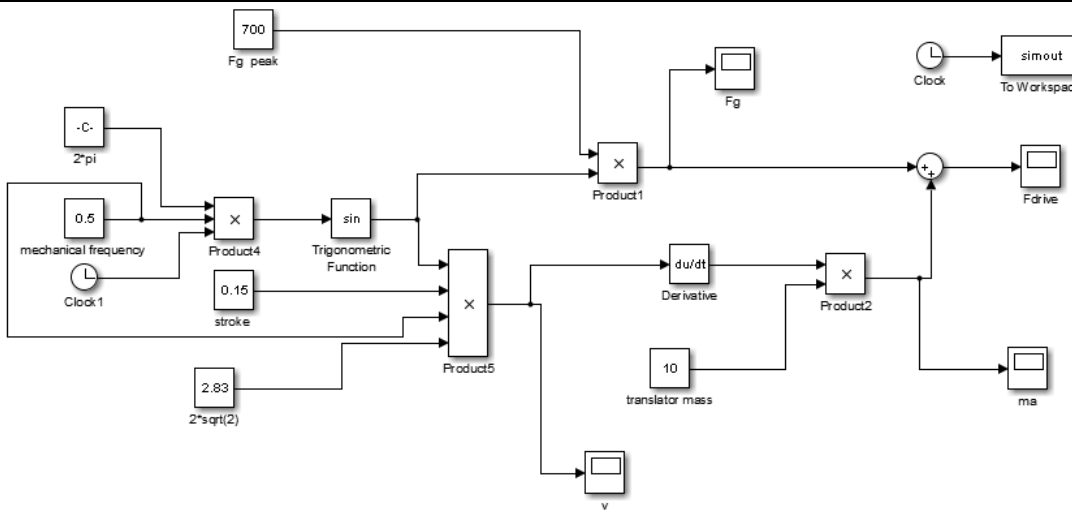 700
Fg peak
Fg
Clock
simout
To Workspac
-C-
2*pi
×
Product1
+
+
Fdrive
0.5
mechanical frequency
×
Product4
sin
Trigonometric
Function
Clock1
0.15
stroke
×
Product5
du/dt
Derivative
×
Product2
10
translator mass
ma
2.83
2*sqrt(2)
v